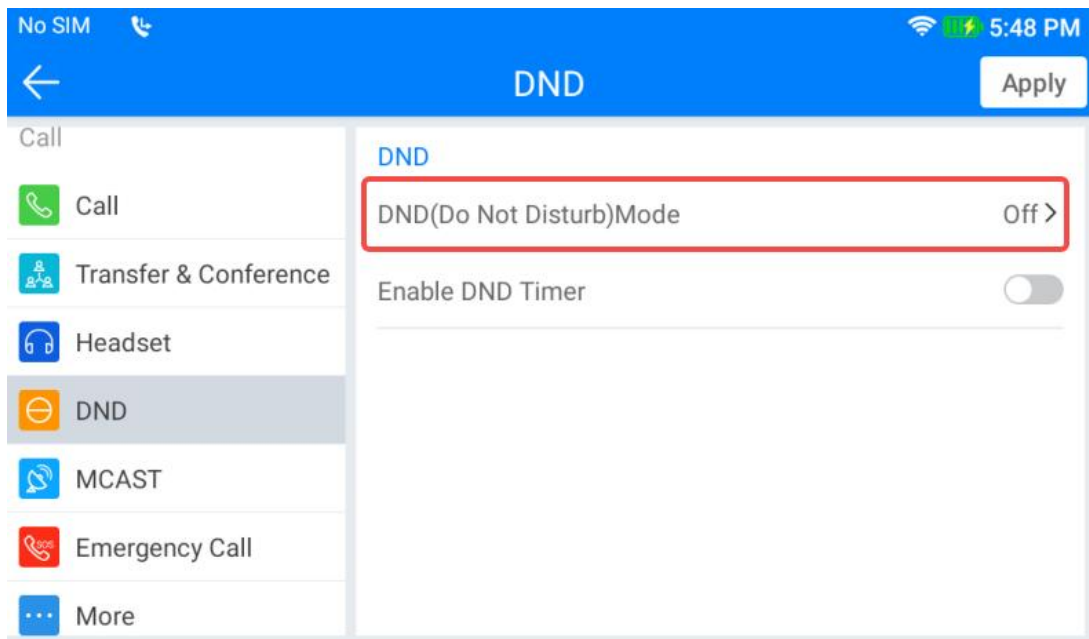 No SIM 5:48 PM
DND Apply
Call
Call
Transfer & Conference
Headset
DND
MCAST
Emergency Call
More
DND
DND(Do Not Disturb)Mode Off
Enable DND Timer